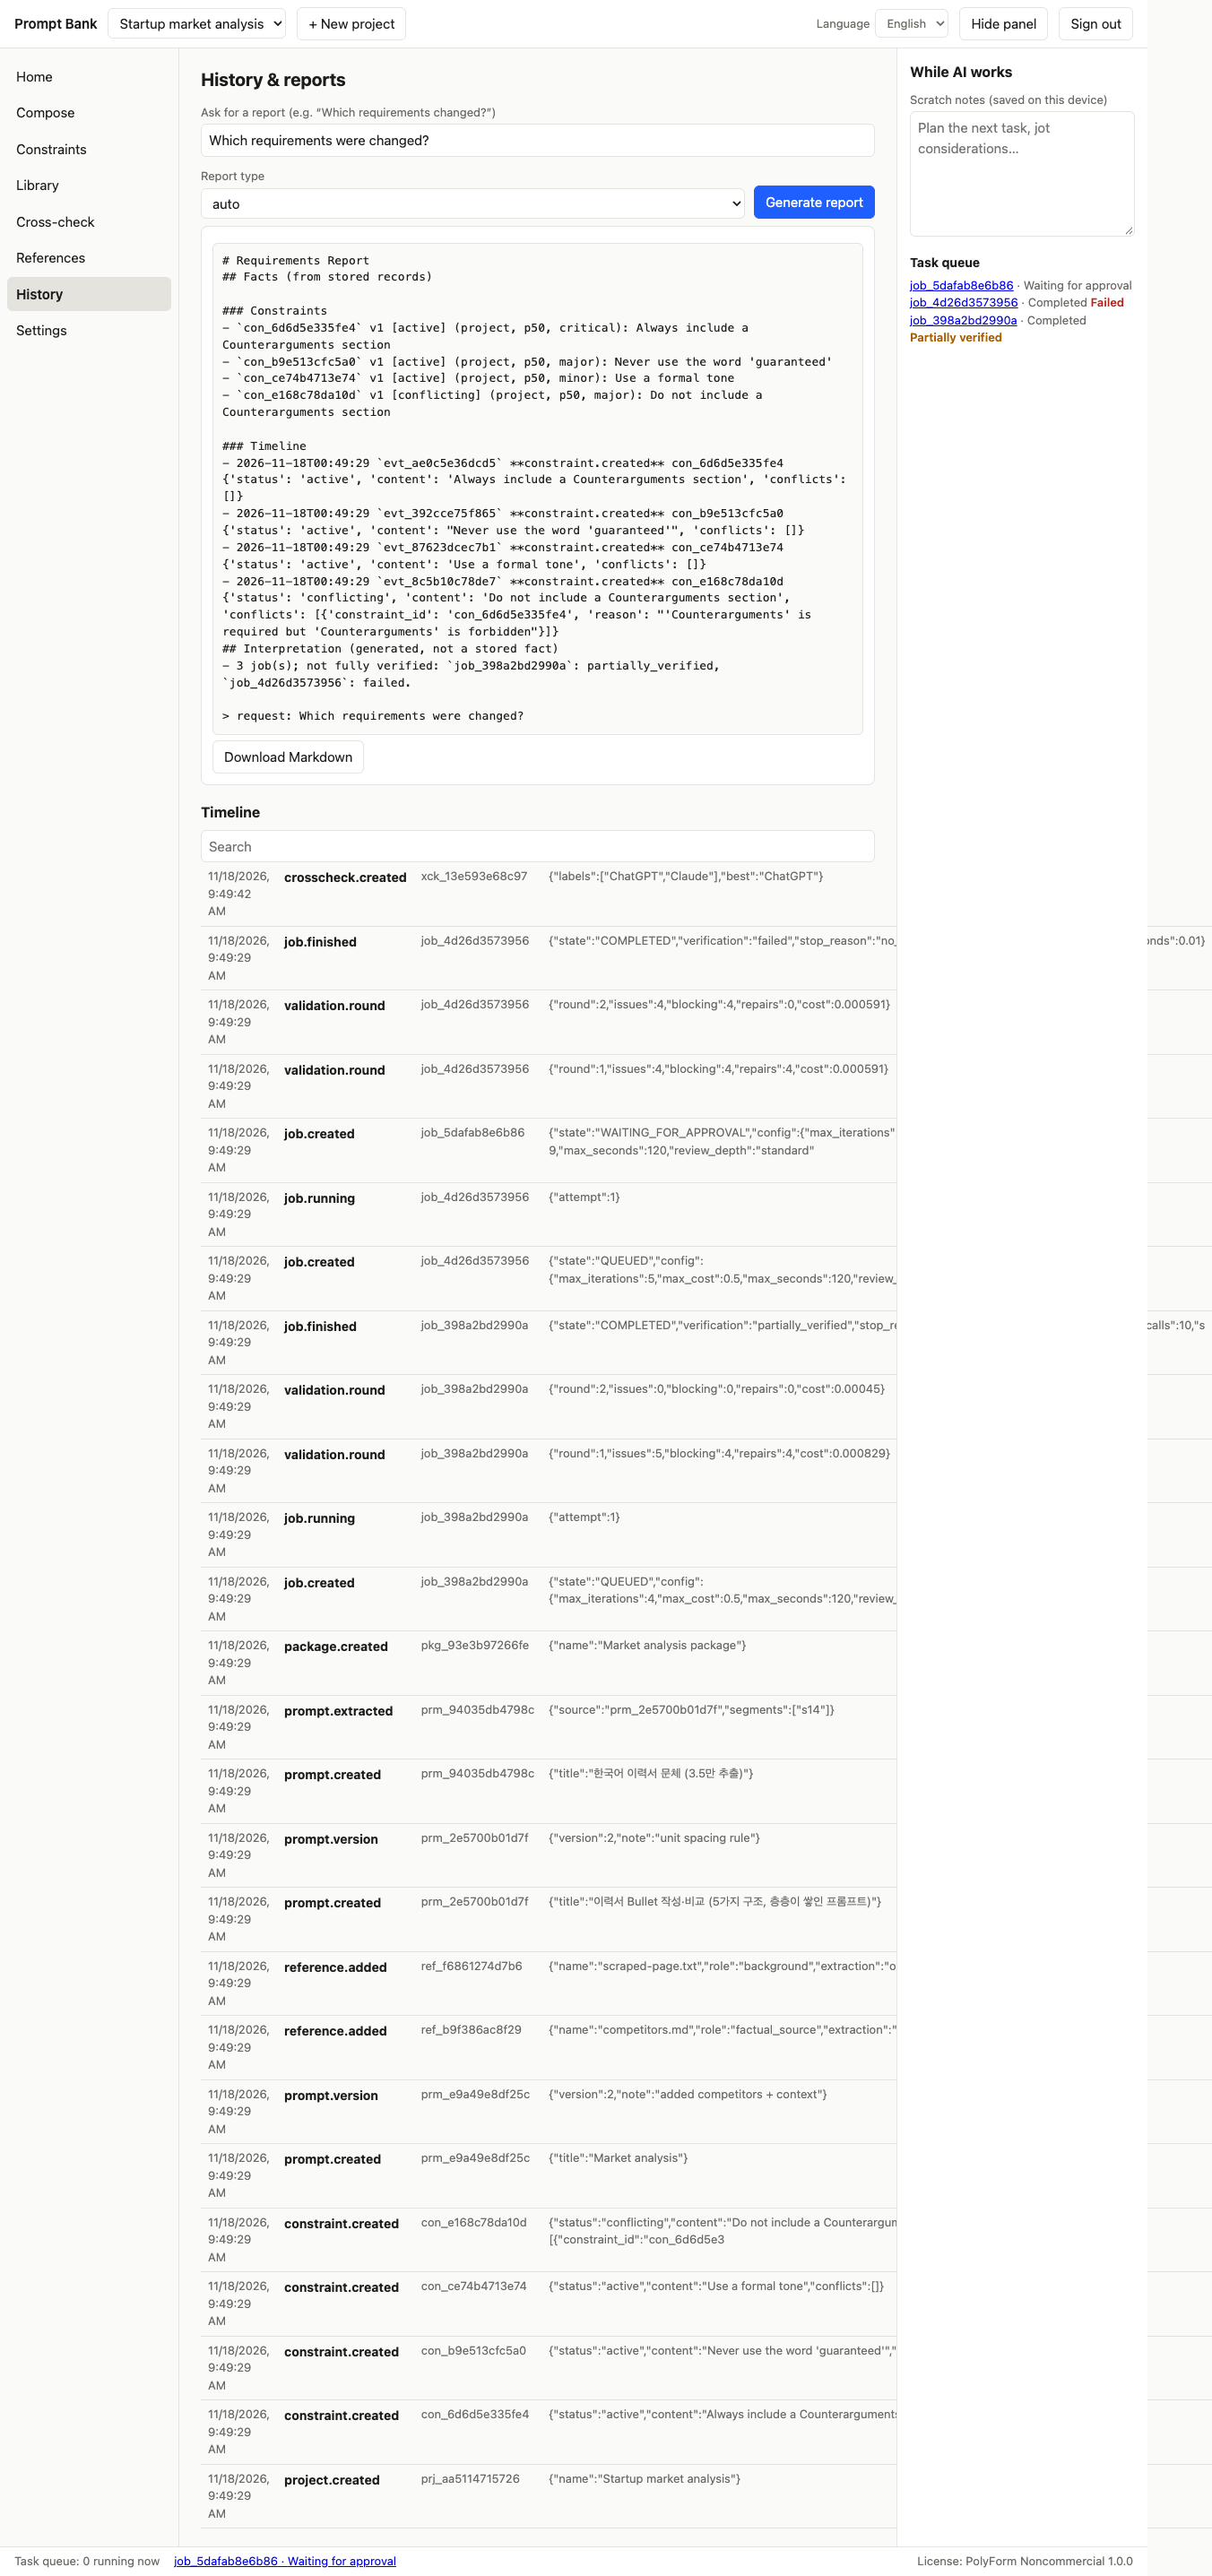 Prompt Bank
Startup market analysis
+ New project
Language
English
Hide panel
Sign out
Home
Compose
Constraints
Library
Cross-check
References
History
Settings
History & reports
Ask for a report (e.g. “Which requirements changed?”)
Which requirements were changed?
Report type
auto
Generate report
# Requirements Report
## Facts (from stored records)
### Constraints
- `con_6d6d5e335fe4` v1 [active] (project, p50, critical): Always include a
Counterarguments section
- `con_b9e513cfc5a0` v1 [active] (project, p50, major): Never use the word 'guaranteed'
- `con_ce74b4713e74` v1 [active] (project, p50, minor): Use a formal tone
- `con_e168c78da10d` v1 [conflicting] (project, p50, major): Do not include a
Counterarguments section
### Timeline
- 2026-11-18T00:49:29 `evt_ae0c5e36dcd5` **constraint.created** con_6d6d5e335fe4
{'status': 'active', 'content': 'Always include a Counterarguments section', 'conflicts':
[]}
- 2026-11-18T00:49:29 `evt_392cce75f865` **constraint.created** con_b9e513cfc5a0
{'status': 'active', 'content': "Never use the word 'guaranteed'", 'conflicts': []}
- 2026-11-18T00:49:29 `evt_87623dcec7b1` **constraint.created** con_ce74b4713e74
{'status': 'active', 'content': 'Use a formal tone', 'conflicts': []}
- 2026-11-18T00:49:29 `evt_8c5b10c78de7` **constraint.created** con_e168c78da10d
{'status': 'conflicting', 'content': 'Do not include a Counterarguments section',
'conflicts': [{'constraint_id': 'con_6d6d5e335fe4', 'reason': "'Counterarguments' is
required but 'Counterarguments' is forbidden"}]}
## Interpretation (generated, not a stored fact)
- 3 job(s); not fully verified: `job_398a2bd2990a`: partially_verified,
`job_4d26d3573956`: failed.
> request: Which requirements were changed?
Download Markdown
Timeline
Search
11/18/2026, 9:49:42 AM crosscheck.created xck_13e593e68c97 {"labels":["ChatGPT","Claude"],"best":"ChatGPT"}
11/18/2026, 9:49:29 AM job.finished job_4d26d3573956 {"state":"COMPLETED","verification":"failed","stop_reason":"no_ onds":0.01}
11/18/2026, 9:49:29 AM validation.round job_4d26d3573956 {"round":2,"issues":4,"blocking":4,"repairs":0,"cost":0.000591}
11/18/2026, 9:49:29 AM validation.round job_4d26d3573956 {"round":1,"issues":4,"blocking":4,"repairs":4,"cost":0.000591}
11/18/2026, 9:49:29 AM job.created job_5dafab8e6b86 {"state":"WAITING_FOR_APPROVAL","config":{"max_iterations"
9,"max_seconds":120,"review_depth":"standard"
11/18/2026, 9:49:29 AM job.running job_4d26d3573956 {"attempt":1}
11/18/2026, 9:49:29 AM job.created job_4d26d3573956 {"state":"QUEUED","config":
{"max_iterations":5,"max_cost":0.5,"max_seconds":120,"review_
11/18/2026, 9:49:29 AM job.finished job_398a2bd2990a {"state":"COMPLETED","verification":"partially_verified","stop_re calls":10,"s
11/18/2026, 9:49:29 AM validation.round job_398a2bd2990a {"round":2,"issues":0,"blocking":0,"repairs":0,"cost":0.00045}
11/18/2026, 9:49:29 AM validation.round job_398a2bd2990a {"round":1,"issues":5,"blocking":4,"repairs":4,"cost":0.000829}
11/18/2026, 9:49:29 AM job.running job_398a2bd2990a {"attempt":1}
11/18/2026, 9:49:29 AM job.created job_398a2bd2990a {"state":"QUEUED","config":
{"max_iterations":4,"max_cost":0.5,"max_seconds":120,"review_
11/18/2026, 9:49:29 AM package.created pkg_93e3b97266fe {"name":"Market analysis package"}
11/18/2026, 9:49:29 AM prompt.extracted prm_94035db4798c {"source":"prm_2e5700b01d7f","segments":["s14"]}
11/18/2026, 9:49:29 AM prompt.created prm_94035db4798c {"title":"한국어 이력서 문체 (3.5만 추출)"}
11/18/2026, 9:49:29 AM prompt.version prm_2e5700b01d7f {"version":2,"note":"unit spacing rule"}
11/18/2026, 9:49:29 AM prompt.created prm_2e5700b01d7f {"title":"이력서 Bullet 작성·비교 (5가지 구조, 층층이 쌓인 프롬프트)"}
11/18/2026, 9:49:29 AM reference.added ref_f6861274d7b6 {"name":"scraped-page.txt","role":"background","extraction":"o
11/18/2026, 9:49:29 AM reference.added ref_b9f386ac8f29 {"name":"competitors.md","role":"factual_source","extraction":"
11/18/2026, 9:49:29 AM prompt.version prm_e9a49e8df25c {"version":2,"note":"added competitors + context"}
11/18/2026, 9:49:29 AM prompt.created prm_e9a49e8df25c {"title":"Market analysis"}
11/18/2026, 9:49:29 AM constraint.created con_e168c78da10d {"status":"conflicting","content":"Do not include a Counterargun
[{"constraint_id":"con_6d6d5e3
11/18/2026, 9:49:29 AM constraint.created con_ce74b4713e74 {"status":"active","content":"Use a formal tone","conflicts":[]}
11/18/2026, 9:49:29 AM constraint.created con_b9e513cfc5a0 {"status":"active","content":"Never use the word 'guaranteed'","
11/18/2026, 9:49:29 AM constraint.created con_6d6d5e335fe4 {"status":"active","content":"Always include a Counterarguments
11/18/2026, 9:49:29 AM project.created prj_aa5114715726 {"name":"Startup market analysis"}
While AI works
Scratch notes (saved on this device)
Plan the next task, jot
considerations...
Task queue
job_5dafab8e6b86 · Waiting for approval
job_4d26d3573956 · Completed Failed
job_398a2bd2990a · Completed
Partially verified
Task queue: 0 running now
job_5dafab8e6b86 · Waiting for approval
License: PolyForm Noncommercial 1.0.0